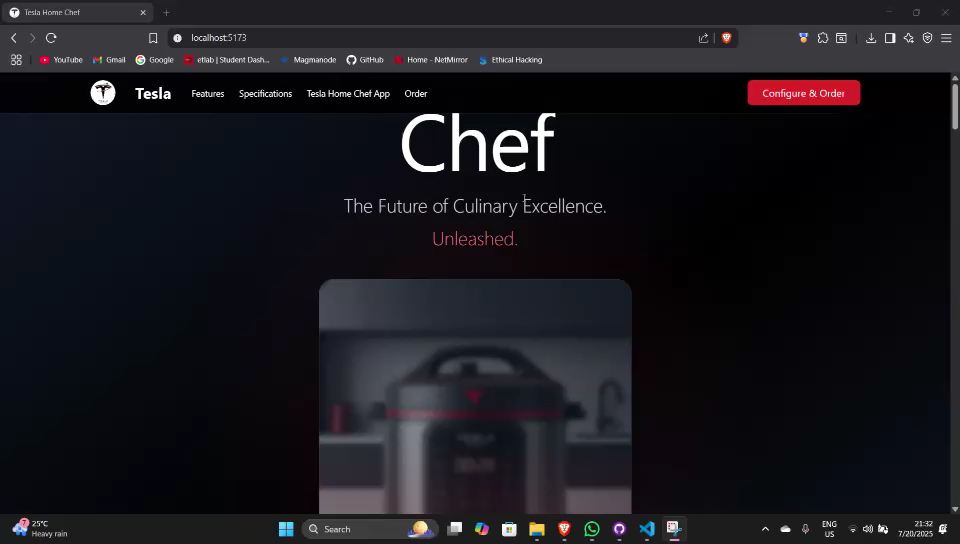 Tesla Home Chef
localhost:5173
YouTube
Gmail
Google
etlab | Student Dash...
Magmanode
GitHub
Home - NetMirror
Ethical Hacking
Tesla
Features
Specifications
Tesla Home Chef App
Order
Configure & Order
Chef
The Future of Culinary Excellence.
Unleashed.
7
25°C
Heavy rain
Search
ENG
US
21:32
7/20/2025